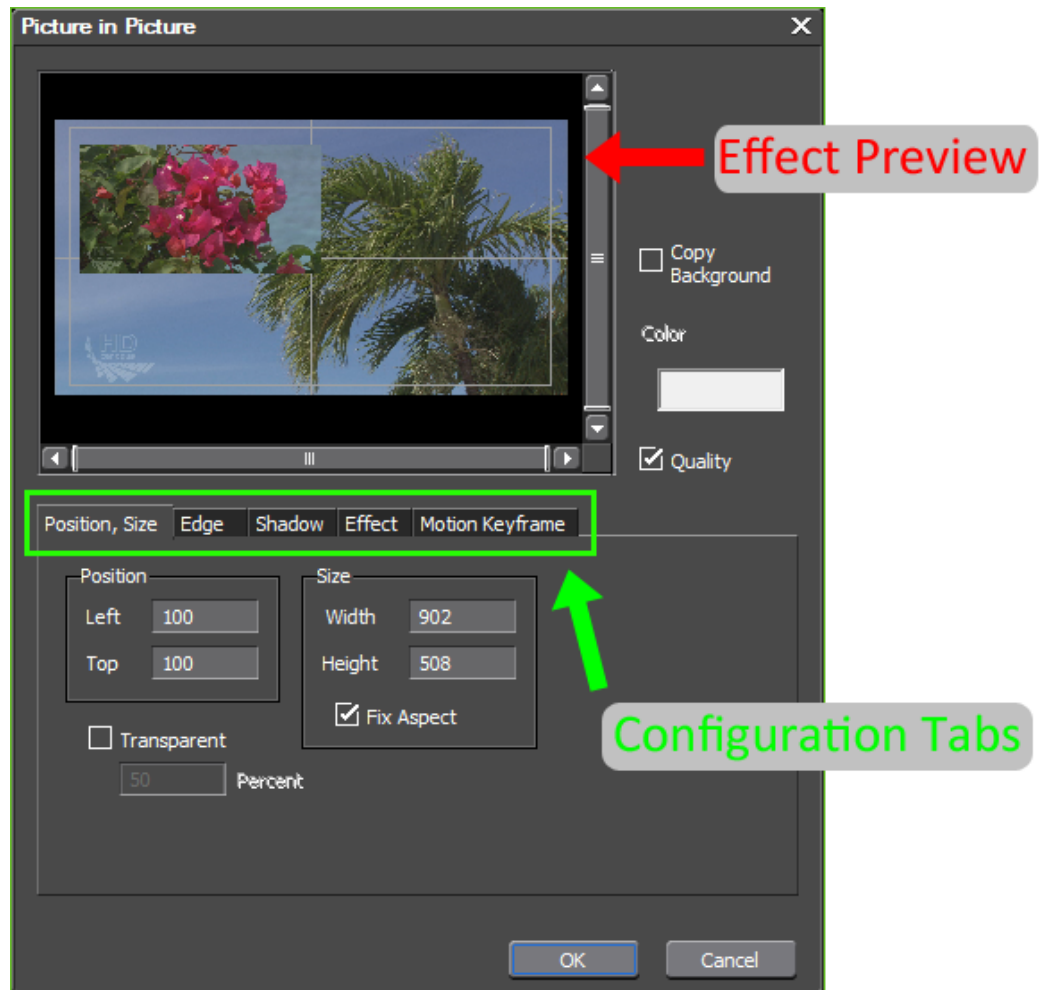 Picture in Picture
Effect Preview
Copy
Background
Color
HD
Quality
Position, Size Edge Shadow Effect Motion Keyframe
Position Size
Left 100 Width 902
Top 100 Height 508
Fix Aspect
Transparent
50 Percent
Configuration Tabs
OK Cancel